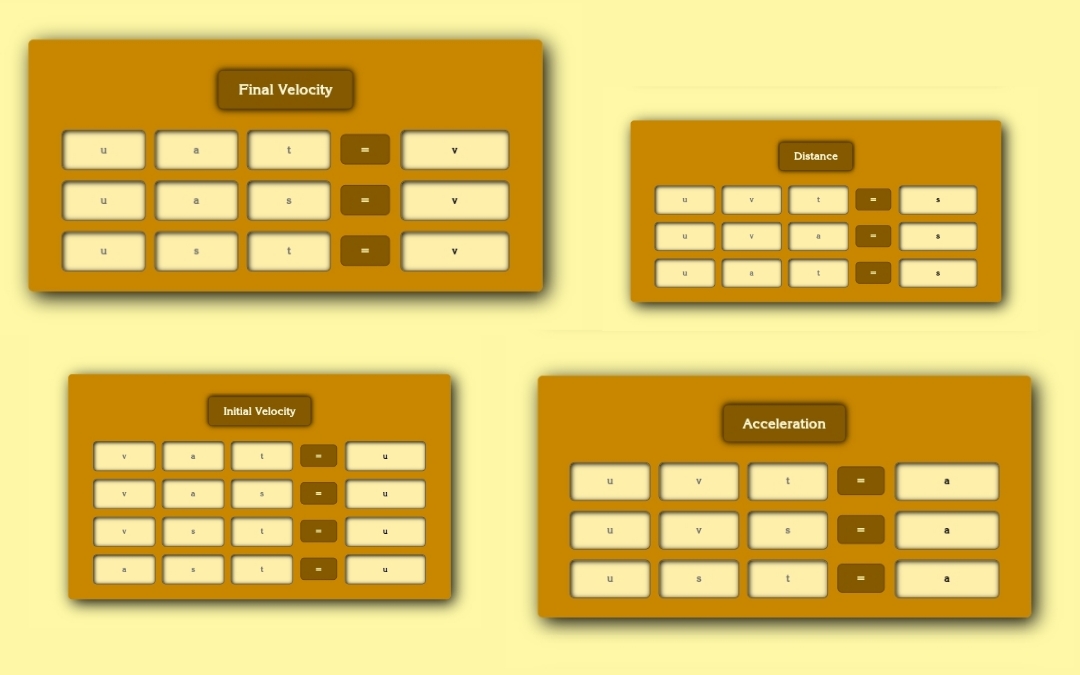 Final Velocity
u a t = v
u a s = v
u s t = v
Distance
u v t = s
u v a = s
u a t = s
Initial Velocity
v a t = u
v a s = u
v s t = u
a s t = u
Acceleration
u v t = a
u v s = a
u s t = a